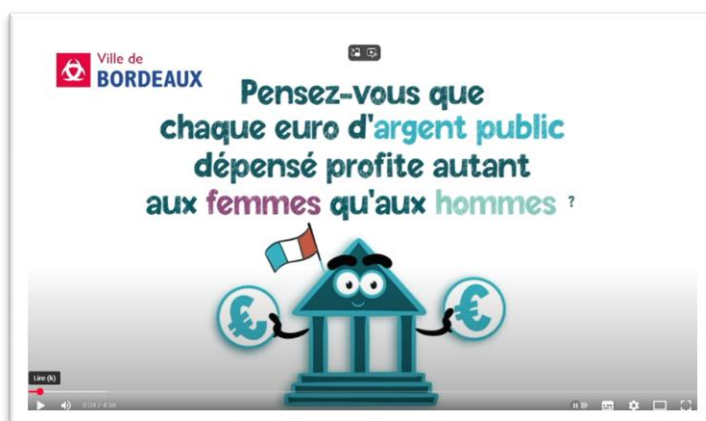 Ville de
BORDEAUX
Pensez-vous que
chaque euro d'argent public
dépensé profite autant
aux femmes qu'aux hommes ?
€ €
Lire (k)